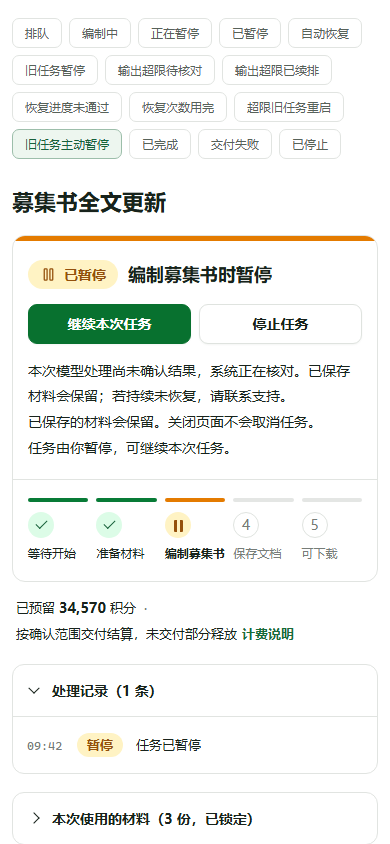 排队 编制中 正在暂停 已暂停 自动恢复
旧任务暂停 输出超限待核对 输出超限已续排
恢复进度未通过 恢复次数用完 超限旧任务重启
旧任务主动暂停 已完成 交付失败 已停止
募集书全文更新
已暂停 编制募集书时暂停
继续本次任务 停止任务
本次模型处理尚未确认结果，系统正在核对。已保存
材料会保留；若持续未恢复，请联系支持。
已保存的材料会保留。关闭页面不会取消任务。
任务由你暂停，可继续本次任务。
4 5
等待开始 准备材料 编制募集书 保存文档 可下载
已预留 34,570 积分 ·
按确认范围交付结算，未交付部分释放 计费说明
处理记录（1 条）
09:42 暂停 任务已暂停
本次使用的材料（3 份，已锁定）